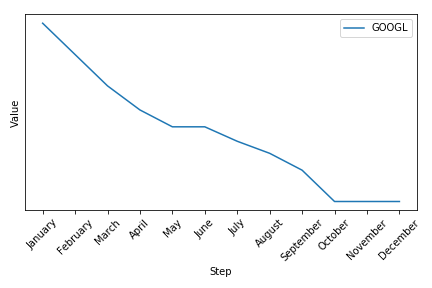 GOOGL
Value
January
February
March
April
May
June
July
August
September
October
November
December
Step